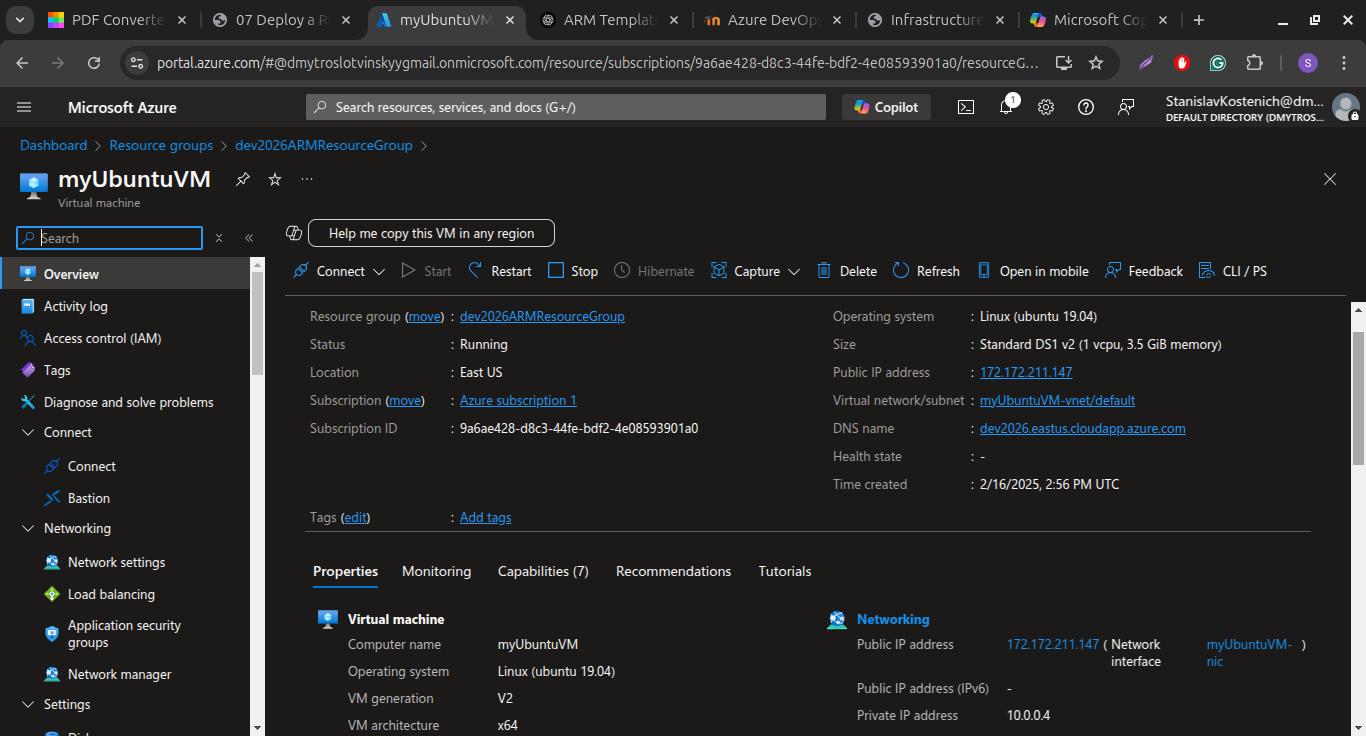 PDF Converte
07 Deploy a R
myUbuntuVM
ARM Templat
Azure DevOp
Infrastructure
Microsoft Cop
portal.azure.com/#@dmytroslotvinskyygmail.onmicrosoft.com/resource/subscriptions/9a6ae428-d8c3-44fe-bdf2-4e08593901a0/resourceG...
S
Microsoft Azure
Search resources, services, and docs (G+/)
Copilot
1
StanislavKostenich@dm...
DEFAULT DIRECTORY (DMYTROS...
Dashboard > Resource groups > dev2026ARMResourceGroup >
myUbuntuVM
...
Virtual machine
Search
Help me copy this VM in any region
Connect
Start
Restart
Stop
Hibernate
Capture
Delete
Refresh
Open in mobile
Feedback
CLI / PS
Overview
Activity log
Access control (IAM)
Tags
Diagnose and solve problems
Connect
Connect
Bastion
Networking
Network settings
Load balancing
Application security
groups
Network manager
Settings
Resource group (move) : dev2026ARMResourceGroup
Status : Running
Location : East US
Subscription (move) : Azure subscription 1
Subscription ID : 9a6ae428-d8c3-44fe-bdf2-4e08593901a0
Operating system : Linux (ubuntu 19.04)
Size : Standard DS1 v2 (1 vcpu, 3.5 GiB memory)
Public IP address : 172.172.211.147
Virtual network/subnet : myUbuntuVM-vnet/default
DNS name : dev2026.eastus.cloudapp.azure.com
Health state : -
Time created : 2/16/2025, 2:56 PM UTC
Tags (edit) : Add tags
Properties
Monitoring
Capabilities (7)
Recommendations
Tutorials
Virtual machine
Computer name myUbuntuVM
Operating system Linux (ubuntu 19.04)
VM generation V2
VM architecture x64
Networking
Public IP address 172.172.211.147 ( Network interface myUbuntuVM-nic )
Public IP address (IPv6) -
Private IP address 10.0.0.4